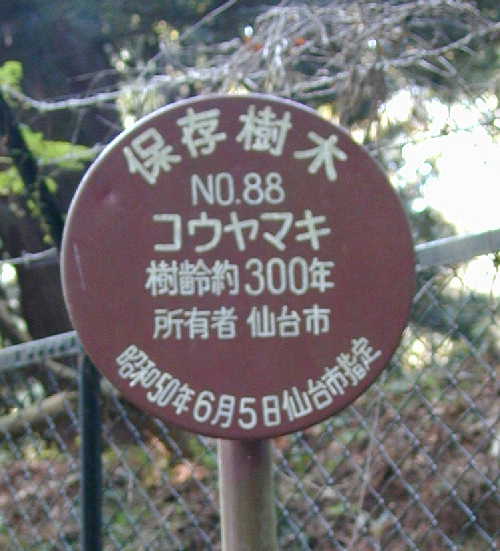 保存樹木
NO.88
コウヤマキ
樹齢約300年
所有者 仙台市
昭和50年6月5日仙台市指定